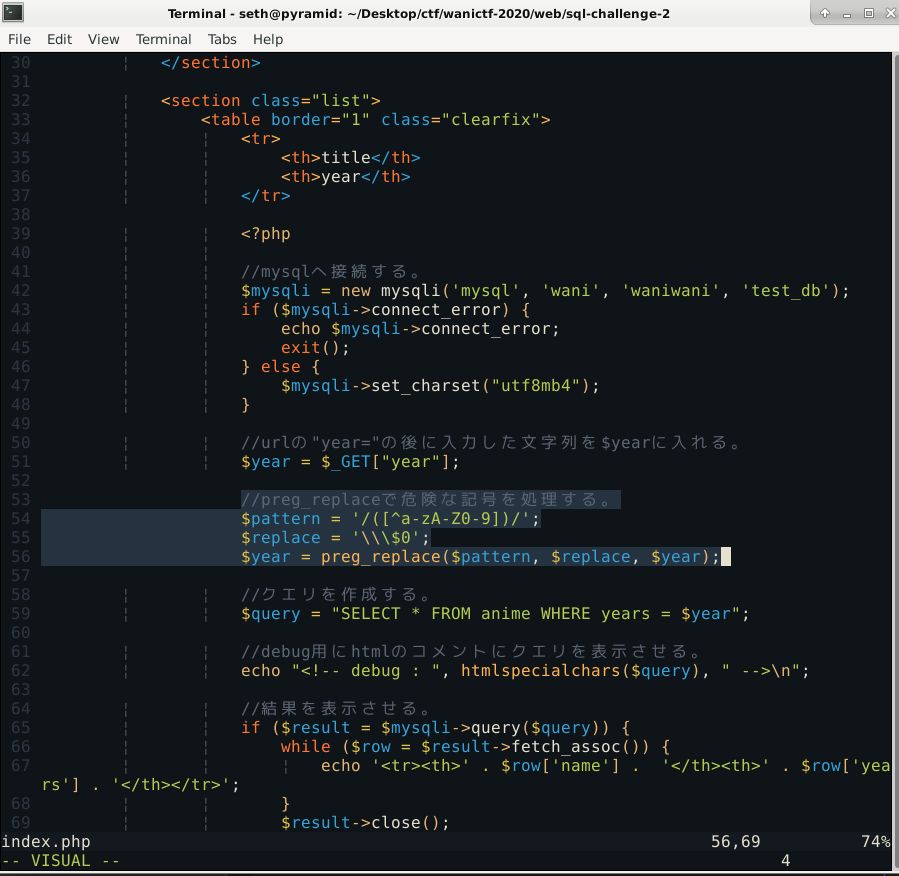 Terminal - seth@pyramid: ~/Desktop/ctf/wanictf-2020/web/sql-challenge-2
File Edit View Terminal Tabs Help
30 </section>
31
32 <section class="list">
33 <table border="1" class="clearfix">
34 <tr>
35 <th>title</th>
36 <th>year</th>
37 </tr>
38
39 <?php
40
41 //mysqlへ接続する。
42 $mysqli = new mysqli('mysql', 'wani', 'waniwani', 'test_db');
43 if ($mysqli->connect_error) {
44 echo $mysqli->connect_error;
45 exit();
46 } else {
47 $mysqli->set_charset("utf8mb4");
48 }
49
50 //urlの"year="の後に入力した文字列を$yearに入れる。
51 $year = $_GET["year"];
52
53 //preg_replaceで危険な記号を処理する。
54 $pattern = '/([^a-zA-Z0-9])/';
55 $replace = '\\\$0';
56 $year = preg_replace($pattern, $replace, $year);
57
58 //クエリを作成する。
59 $query = "SELECT * FROM anime WHERE years = $year";
60
61 //debug用にhtmlのコメントにクエリを表示させる。
62 echo "<!-- debug : ", htmlspecialchars($query), " -->\n";
63
64 //結果を表示させる。
65 if ($result = $mysqli->query($query)) {
66 while ($row = $result->fetch_assoc()) {
67 echo '<tr><th>' . $row['name'] .  '</th><th>' . $row['yea
rs'] . '</th></tr>';
68 }
69 $result->close();
index.php 56,69 74%
-- VISUAL -- 4